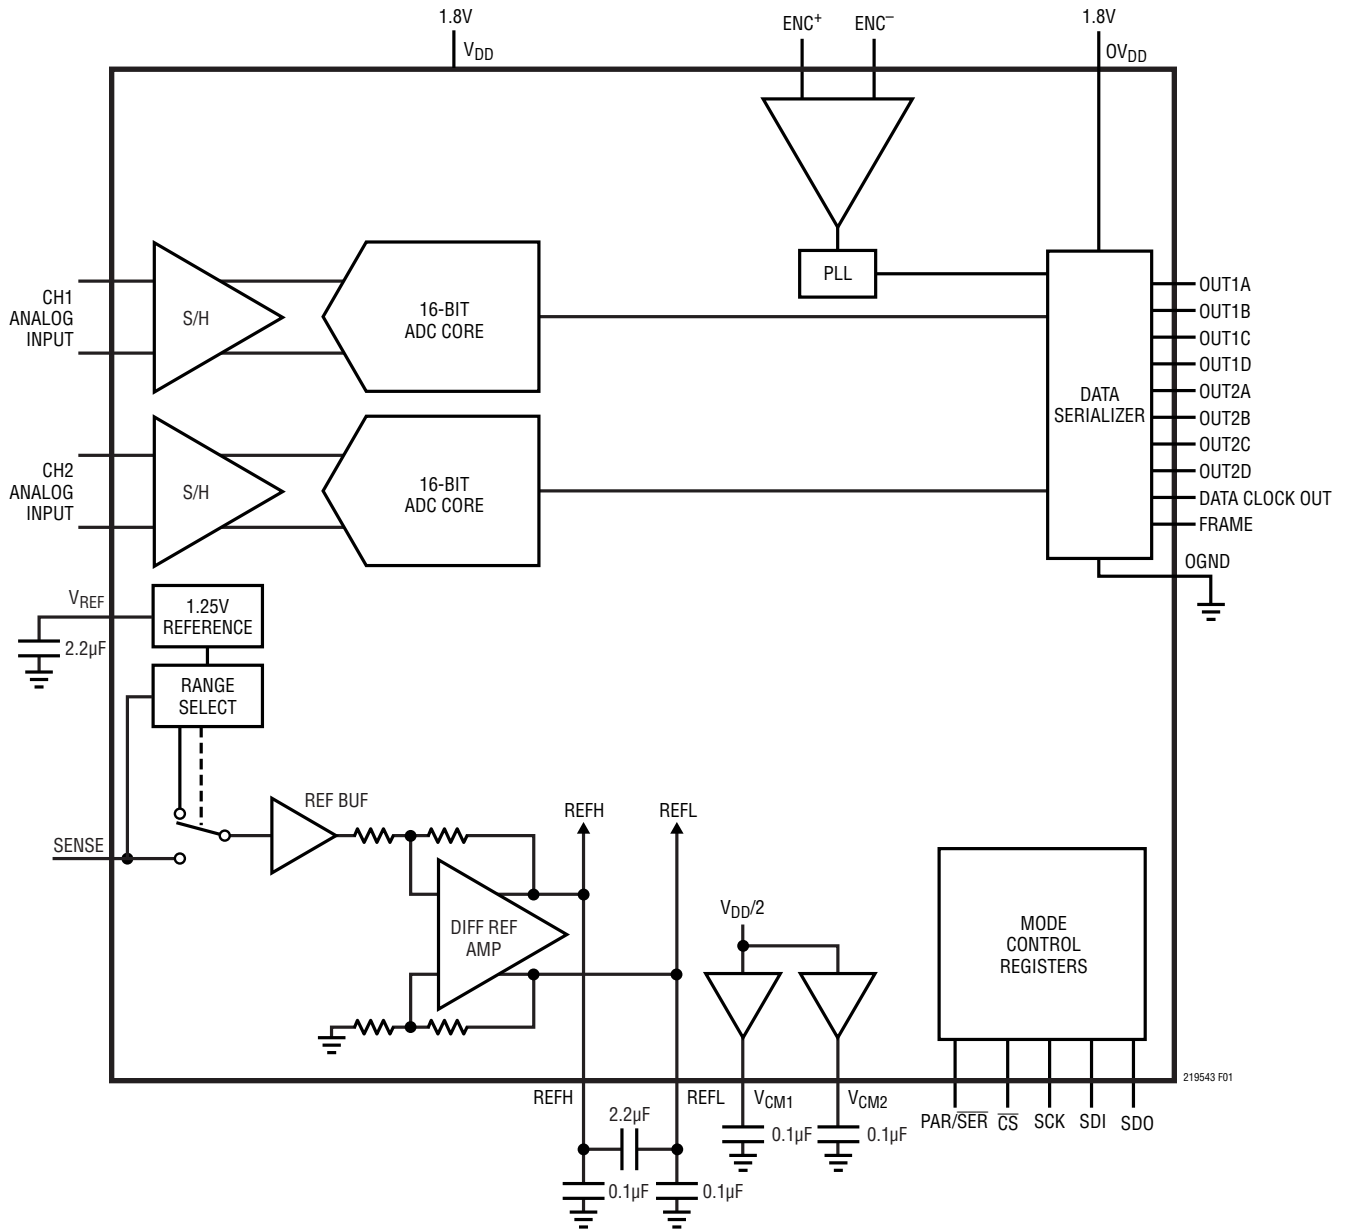 1.8V
VDD
ENC+
ENC–
1.8V
OVDD
CH1
ANALOG
INPUT
S/H
16-BIT
ADC CORE
PLL
DATA
SERIALIZER
OUT1A
OUT1B
OUT1C
OUT1D
OUT2A
OUT2B
OUT2C
OUT2D
DATA CLOCK OUT
FRAME
OGND
CH2
ANALOG
INPUT
S/H
16-BIT
ADC CORE
VREF
2.2µF
1.25V
REFERENCE
RANGE
SELECT
SENSE
REF BUF
DIFF REF
AMP
REFH
REFL
VDD/2
MODE
CONTROL
REGISTERS
REFH
REFL
VCM1
VCM2
2.2µF
0.1µF
0.1µF
0.1µF
0.1µF
PAR/SER
CS
SCK
SDI
SDO
219543 F01